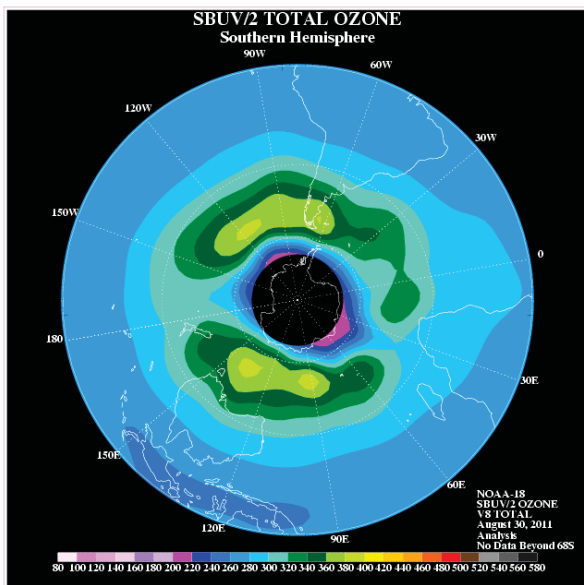 SBUV/2 TOTAL OZONE
Southern Hemisphere
90W
60W
120W
30W
150W
0
180
30E
150E
60E
120E
90E
NOAA-18
SBUV/2 OZONE
V8 TOTAL
August 30, 2011
Analysis
No Data Beyond 68S
80 100 120 140 160 180 200 220 240 260 280 300 320 340 360 380 400 420 440 460 480 500 520 540 560 580